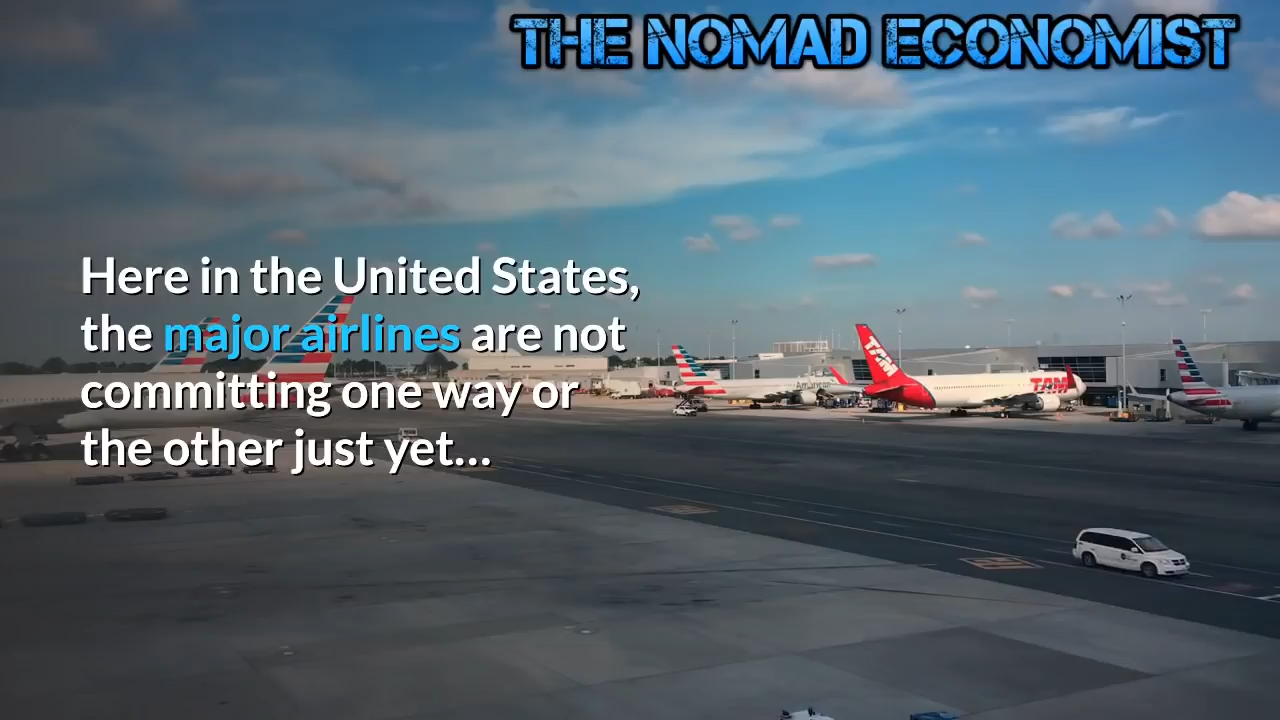 THE NOMAD ECONOMIST
Here in the United States,
the major airlines are not
committing one way or
the other just yet...
TAM
American
TAM